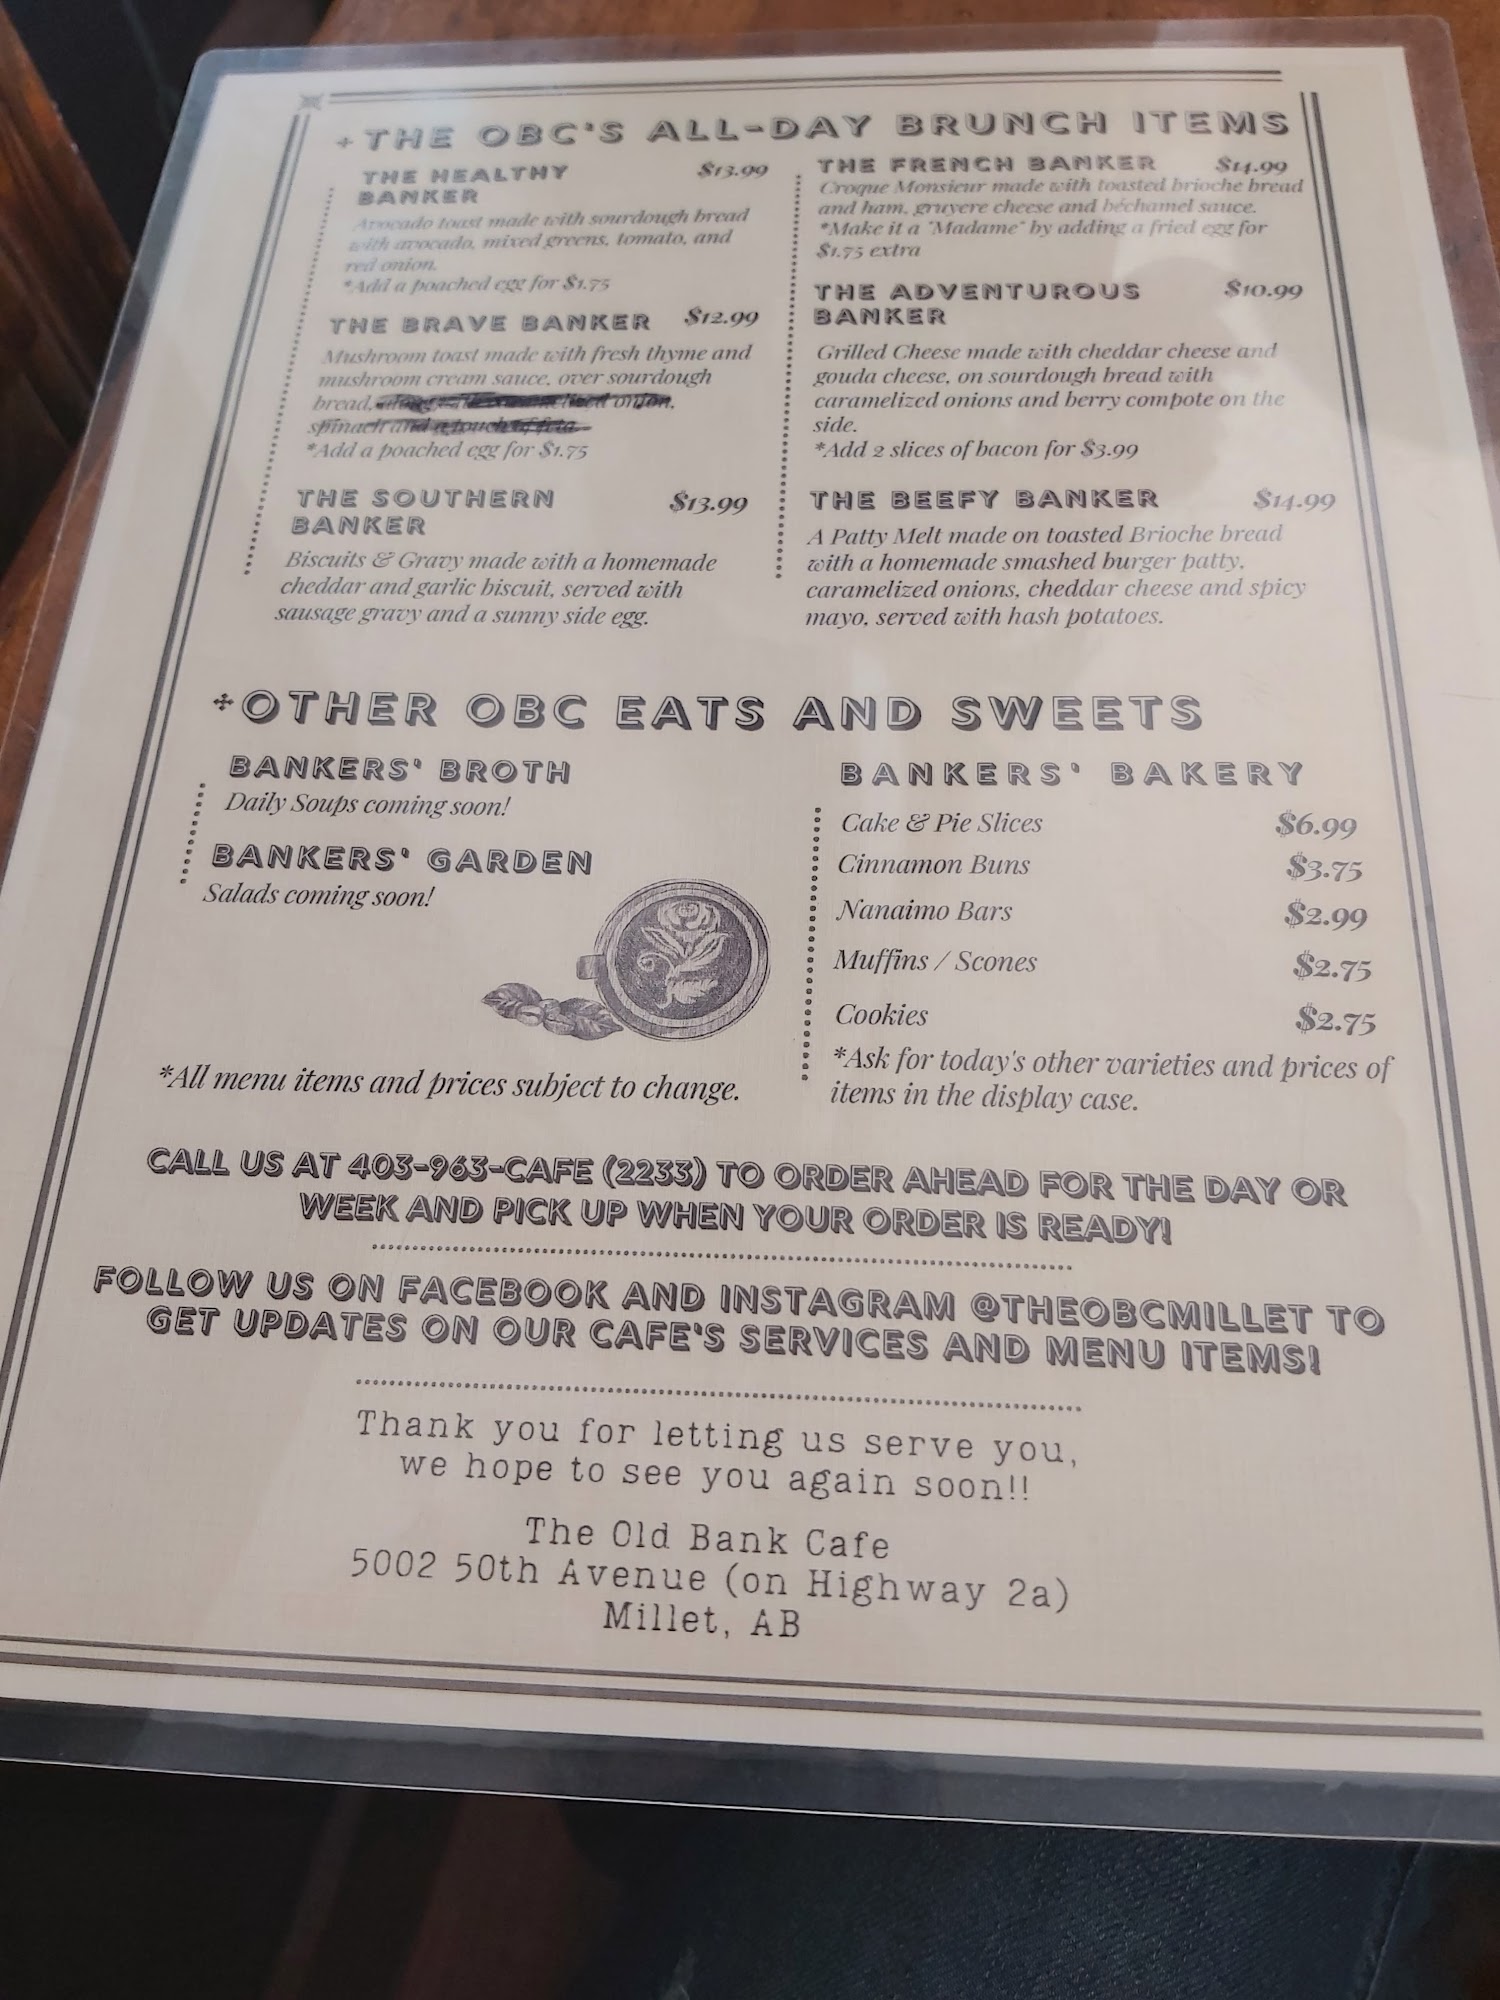 THE OBC'S ALL-DAY BRUNCH ITEMS
THE HEALTHY BANKER $13.99
Avocado toast made with sourdough bread
with avocado, mixed greens, tomato, and
red onion.
*Add a poached egg for $1.75
THE BRAVE BANKER $12.99
Mushroom toast made with fresh thyme and
mushroom cream sauce, over sourdough
bread, onion,
spinach and a touch of feta.
*Add a poached egg for $1.75
THE SOUTHERN BANKER $13.99
Biscuits & Gravy made with a homemade
cheddar and garlic biscuit, served with
sausage gravy and a sunny side egg.
THE FRENCH BANKER $14.99
Croque Monsieur made with toasted brioche bread
and ham, gruyere cheese and béchamel sauce.
*Make it a "Madame" by adding a fried egg for
$1.75 extra
THE ADVENTUROUS BANKER $10.99
Grilled Cheese made with cheddar cheese and
gouda cheese, on sourdough bread with
caramelized onions and berry compote on the
side.
*Add 2 slices of bacon for $3.99
THE BEEFY BANKER $14.99
A Patty Melt made on toasted Brioche bread
with a homemade smashed burger patty,
caramelized onions, cheddar cheese and spicy
mayo, served with hash potatoes.
OTHER OBC EATS AND SWEETS
BANKERS' BROTH
Daily Soups coming soon!
BANKERS' GARDEN
Salads coming soon!
*All menu items and prices subject to change.
BANKERS' BAKERY
Cake & Pie Slices $6.99
Cinnamon Buns $3.75
Nanaimo Bars $2.99
Muffins / Scones $2.75
Cookies $2.75
*Ask for today's other varieties and prices of
items in the display case.
CALL US AT 403-963-CAFE (2233) TO ORDER AHEAD FOR THE DAY OR
WEEK AND PICK UP WHEN YOUR ORDER IS READY!
FOLLOW US ON FACEBOOK AND INSTAGRAM @THEOBCMILLET TO
GET UPDATES ON OUR CAFE'S SERVICES AND MENU ITEMS!
Thank you for letting us serve you,
we hope to see you again soon!!
The Old Bank Cafe
5002 50th Avenue (on Highway 2a)
Millet, AB